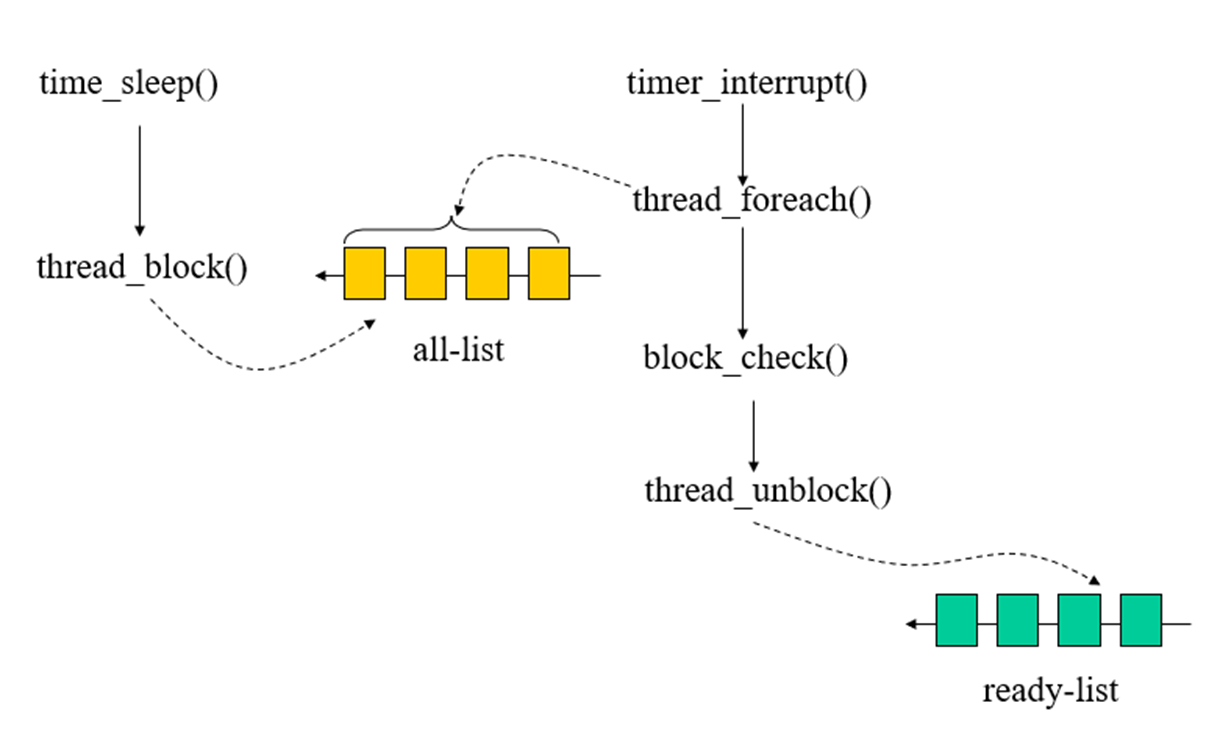 time_sleep()
timer_interrupt()
thread_foreach()
thread_block()
all-list
block_check()
thread_unblock()
ready-list